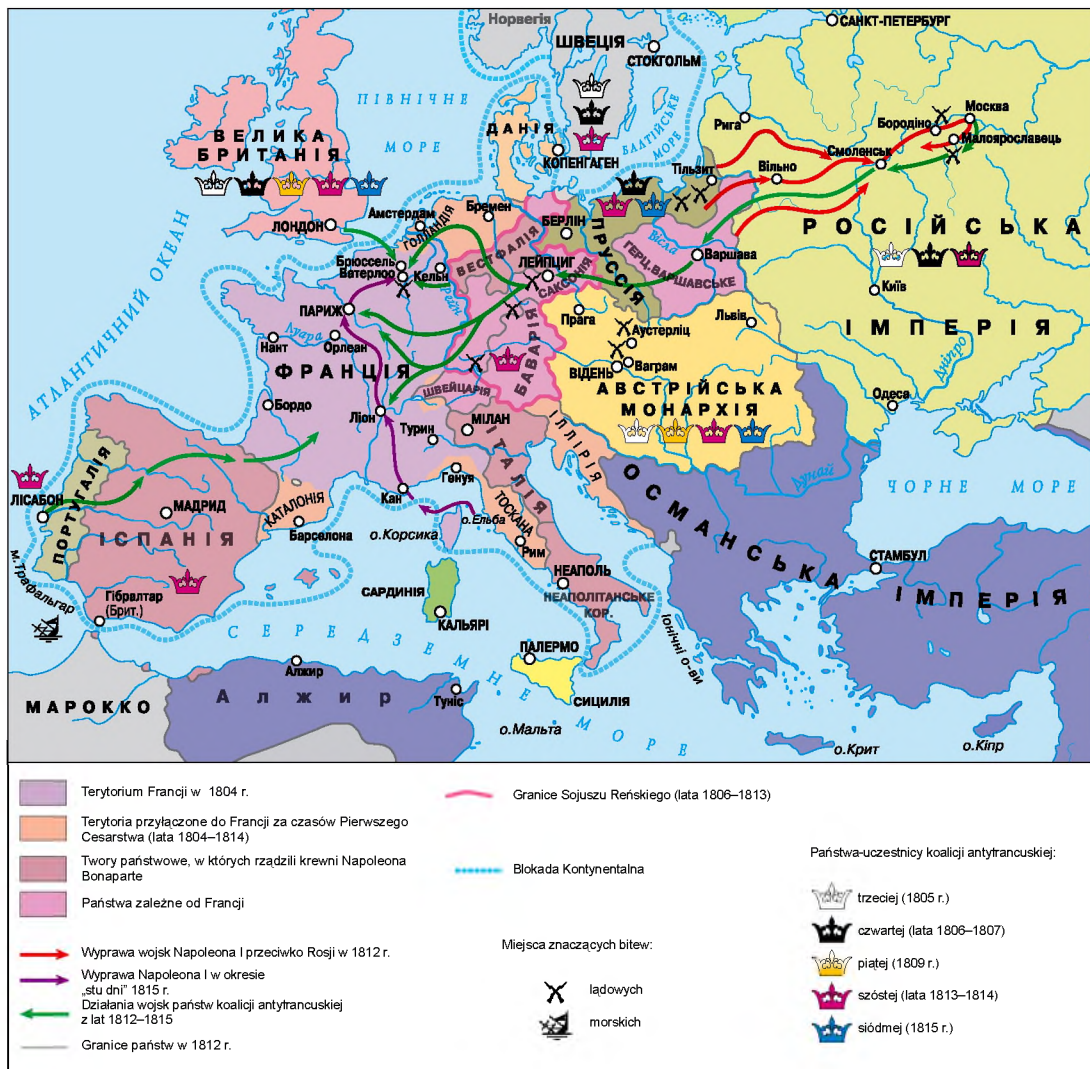 Норвегія
ШВЕЦІЯ
СТОКГОЛЬМ
САНКТ-ПЕТЕРБУРГ
ПІВНІЧНЕ
МОРЕ
ВЕЛИКА
БРИТАНІЯ
ДАНІЯ
КОПЕНГАГЕН
БАЛТІЙСЬКЕ
МОРЕ
Рига
Москва
Бородіно
Малоярославець
Смоленськ
Тільзит
Вільно
ЛОНДОН
Амстердам
ГОЛЛАНДІЯ
Бремен
БЕРЛІН
ПРУССІЯ
РОСІЙСЬКА
ІМПЕРІЯ
АТЛАНТИЧНИЙ ОКЕАН
Брюссель
Ватерлоо
Кельн
Рейн
ВЕСТФАЛІЯ
ЛЕЙПЦИГ
САКСОНІЯ
Вісла
Варшава
ГЕРЦ. ВАРШАВСЬКЕ
Київ
ПАРИЖ
Луара
Орлеан
Нант
ФРАНЦІЯ
Прага
Аустерліц
Львів
ВІДЕНЬ
Ваграм
БАВАРІЯ
АВСТРІЙСЬКА
МОНАРХІЯ
Дніпро
Одеса
ШВЕЙЦАРІЯ
Бордо
Ліон
МІЛАН
Турин
ІТАЛІЯ
ІЛЛІРІЯ
Генуя
Кан
ТОСКАНА
о.Ельба
о.Корсика
Рим
Дунай
ЧОРНЕ МОРЕ
ОСМАНСЬКА
ІМПЕРІЯ
СТАМБУЛ
ЛІСАБОН
ПОРТУГАЛІЯ
МАДРИД
ІСПАНІЯ
КАТАЛОНІЯ
Барселона
м.Трафальгар
Гібралтар
(Брит.)
САРДИНІЯ
КАЛЬЯРІ
НЕАПОЛЬ
НЕАПОЛІТАНСЬКЕ
КОР.
Іонічні о-ви
СЕРЕДЗЕМНЕ МОРЕ
ПАЛЕРМО
СИЦИЛІЯ
МАРОККО
Алжир
Алжир
Туніс
о.Мальта
о.Крит
о.Кіпр
Terytorium Francji w 1804 r.
Terytoria przyłączone do Francji za czasów Pierwszego
Cesarstwa (lata 1804–1814)
Twory państwowe, w których rządzili krewni Napoleona
Bonaparte
Państwa zależne od Francji
Wyprawa wojsk Napoleona I przeciwko Rosji w 1812 r.
Wyprawa Napoleona I w okresie
„stu dni” 1815 r.
Działania wojsk państw koalicji antytrancuskiej
z lat 1812–1815
Granice państw w 1812 r.
Granice Sojuszu Reńskiego (lata 1806–1813)
Blokada Kontynentalna
Miejsca znaczących bitew:
lądowych
morskich
Państwa-uczestnicy koalicji antytrancuskiej:
trzeciej (1805 r.)
czwartej (lata 1806–1807)
piątej (1809 r.)
szóstej (lata 1813–1814)
siódmej (1815 r.)